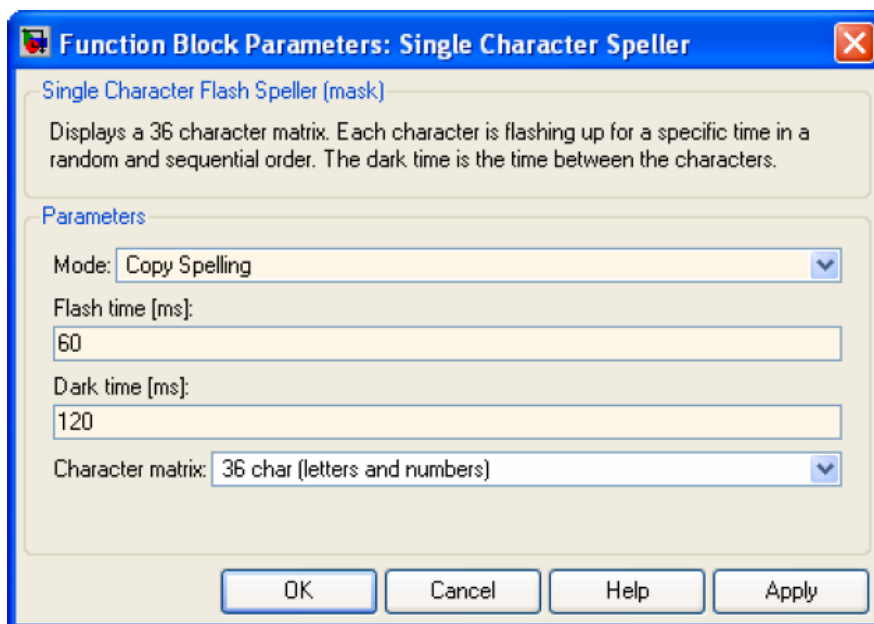 Function Block Parameters: Single Character Speller
Single Character Flash Speller (mask)
Displays a 36 character matrix. Each character is flashing up for a specific time in a
random and sequential order. The dark time is the time between the characters.
Parameters
Mode: Copy Spelling
Flash time [ms]:
60
Dark time [ms]:
120
Character matrix: 36 char (letters and numbers)
OK Cancel Help Apply